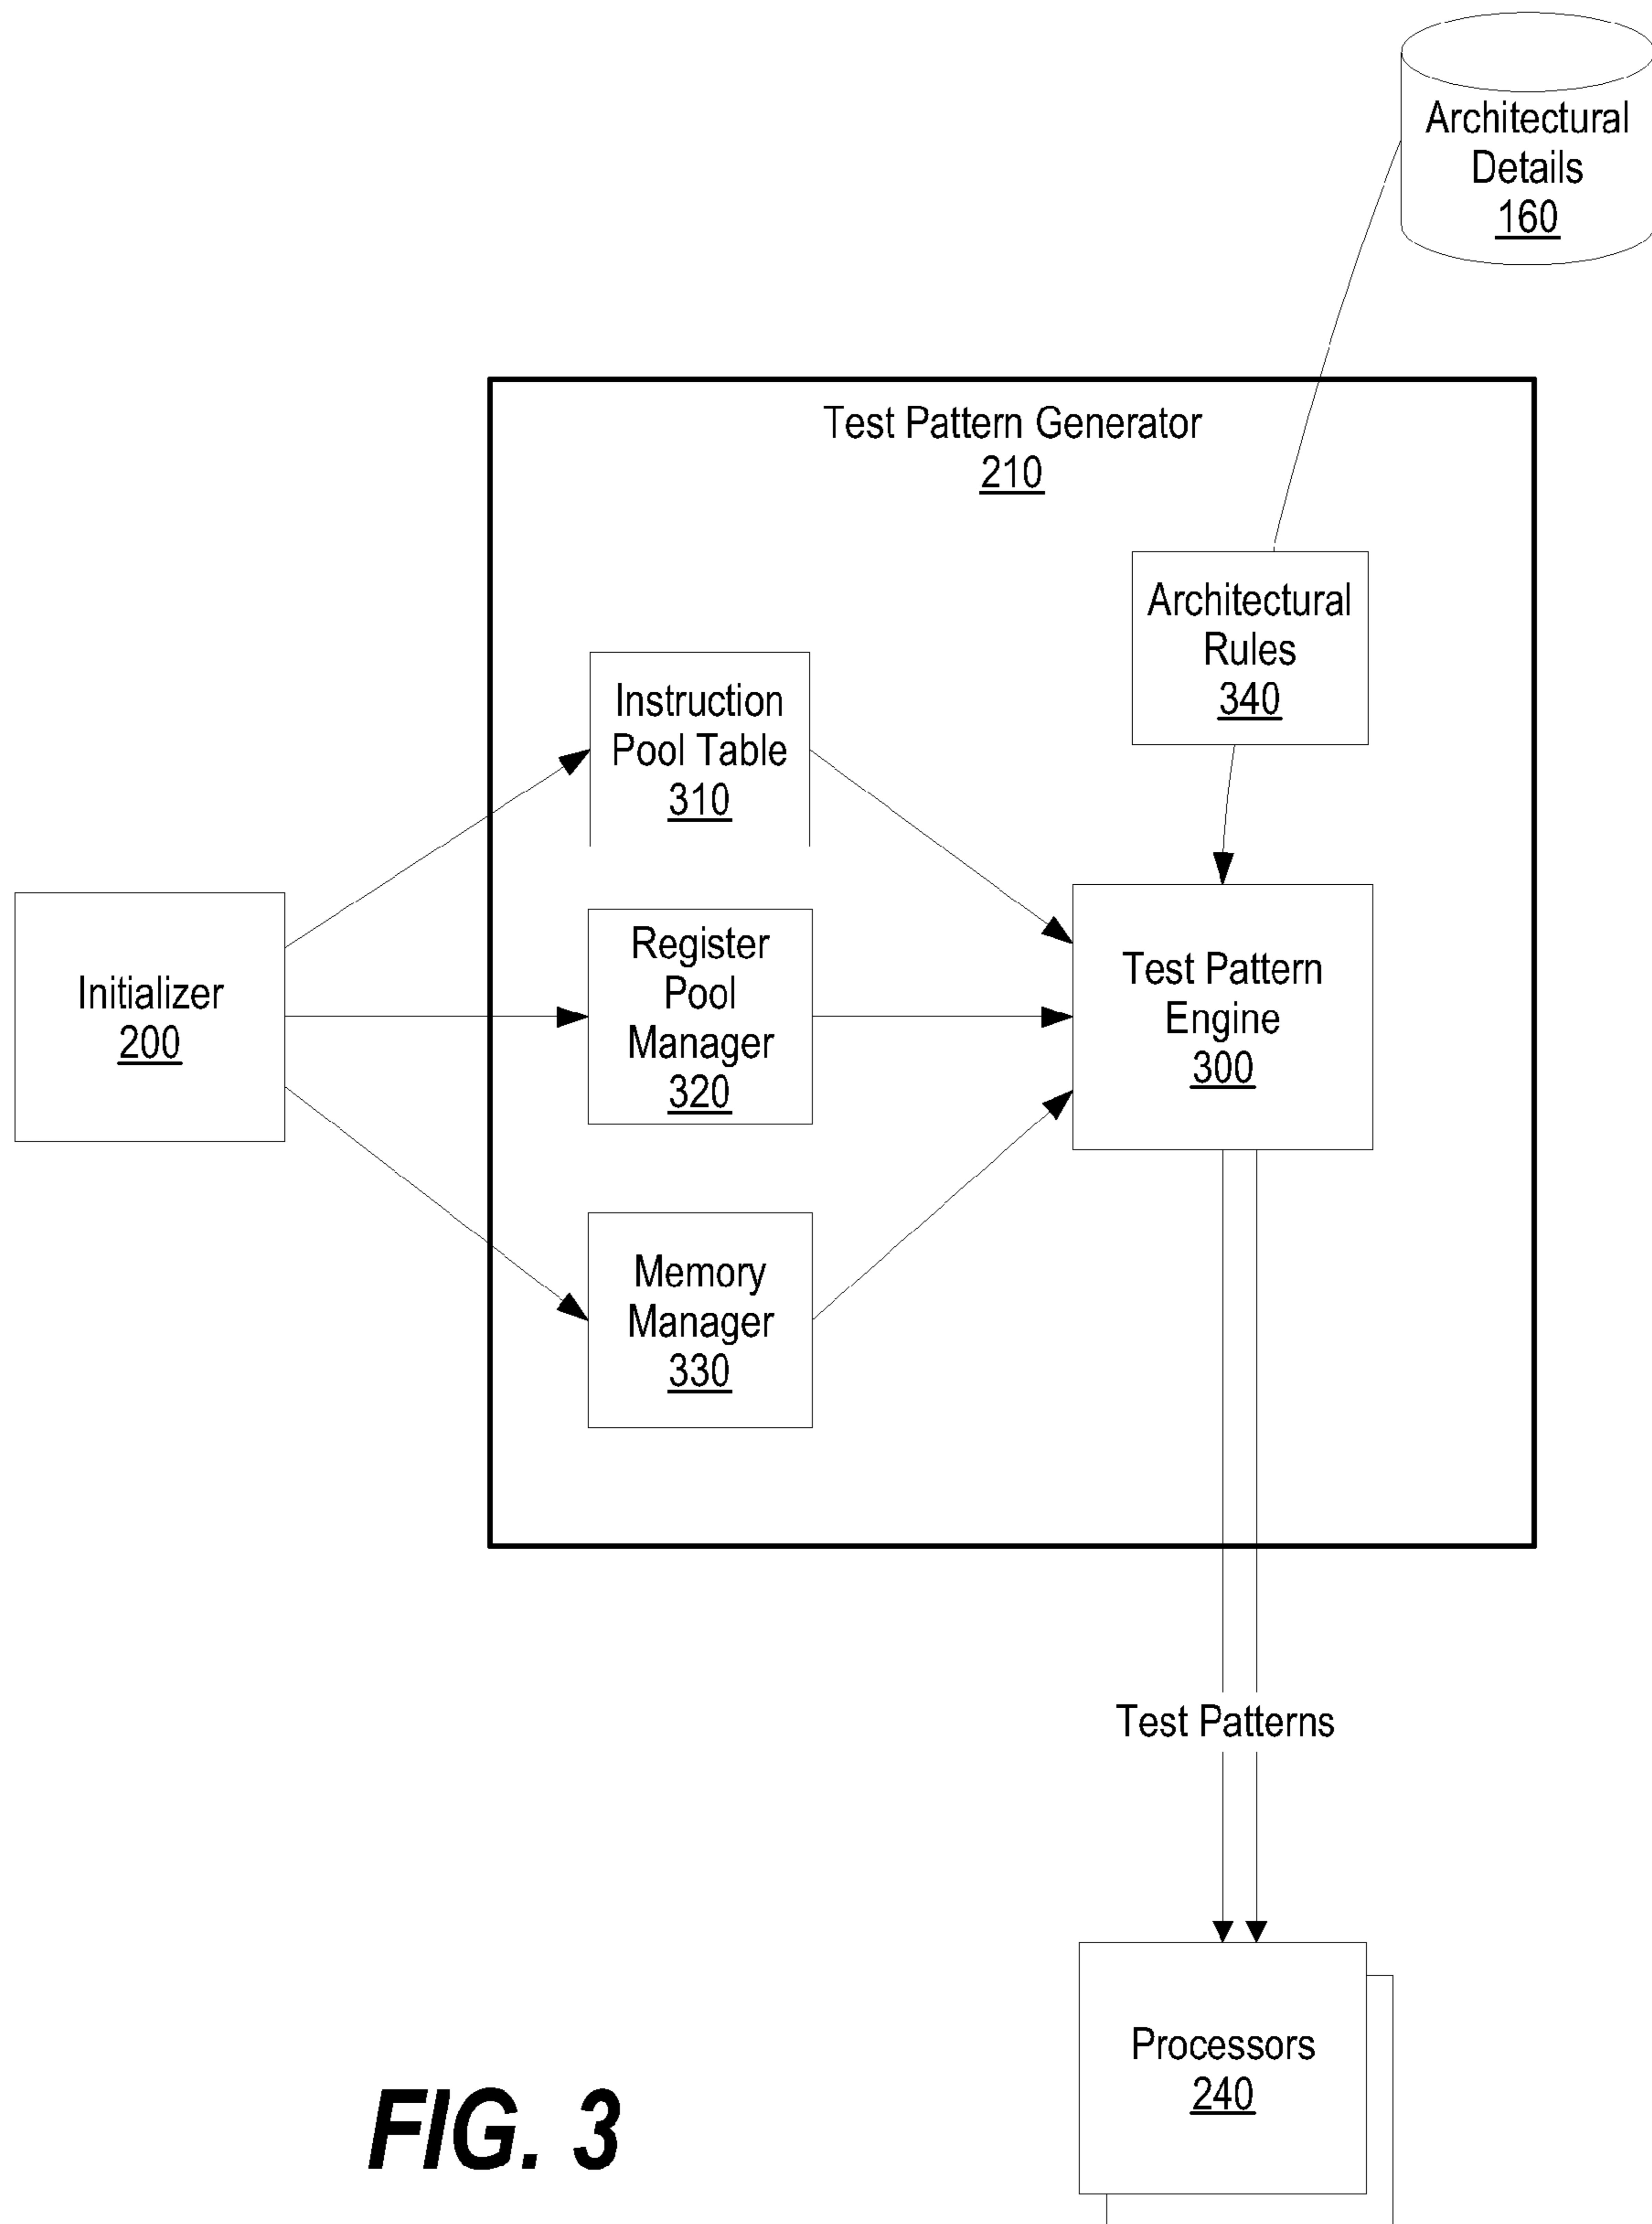 Architectural
Details
160
Test Pattern Generator
210
Architectural
Rules
340
Instruction
Pool Table
310
Initializer
200
Register
Pool
Manager
320
Test Pattern
Engine
300
Memory
Manager
330
Test Patterns
Processors
240
FIG. 3